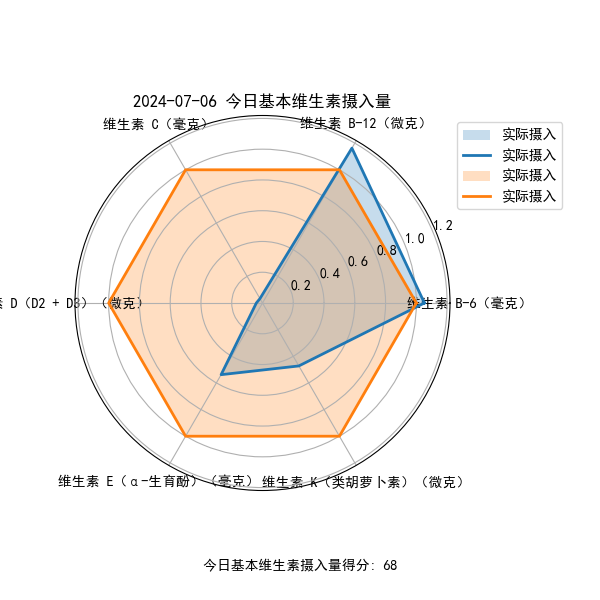 2024-07-06 今日基本维生素摄入量
维生素 C（毫克）
维生素 B-12（微克）
实际摄入
实际摄入
实际摄入
实际摄入
1.2
1.0
0.8
0.6
0.4
0.2
素 D（D2 + D3）（微克）
维生素 B-6（毫克）
维生素 E（α-生育酚）（毫克）
维生素 K（类胡萝卜素）（微克）
今日基本维生素摄入量得分: 68